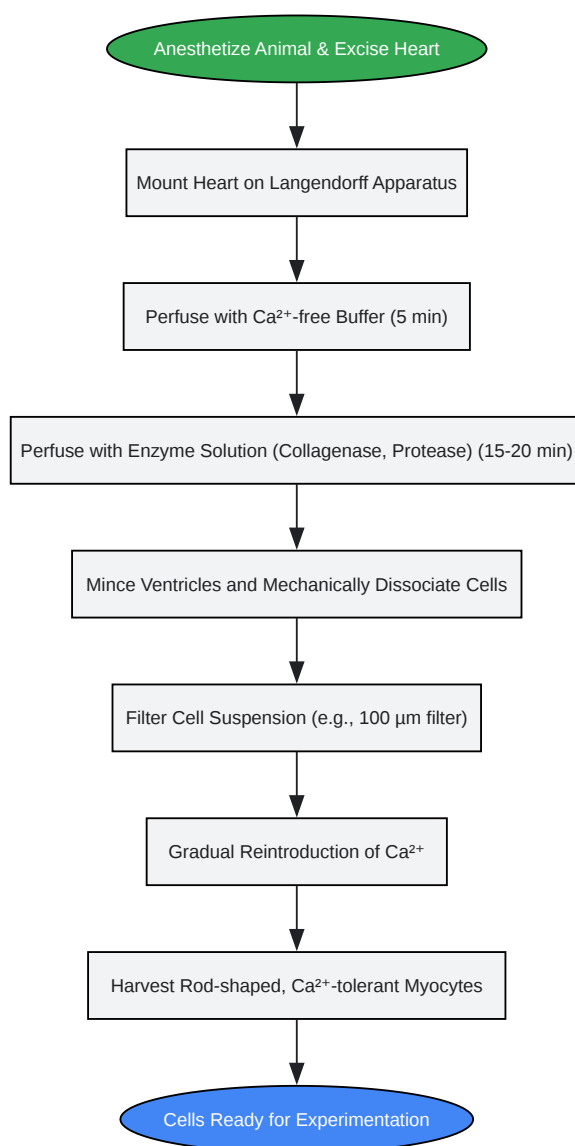 Anesthetize Animal & Excise Heart
Mount Heart on Langendorff Apparatus
Perfuse with Ca²⁺-free Buffer (5 min)
Perfuse with Enzyme Solution (Collagenase, Protease) (15-20 min)
Mince Ventricles and Mechanically Dissociate Cells
Filter Cell Suspension (e.g., 100 µm filter)
Gradual Reintroduction of Ca²⁺
Harvest Rod-shaped, Ca²⁺-tolerant Myocytes
Cells Ready for Experimentation